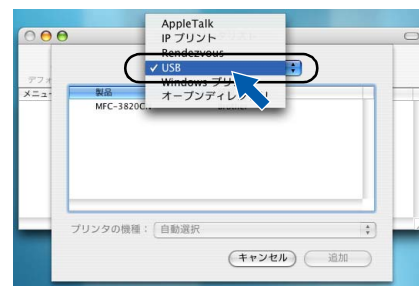 AppleTalk
IP プリント
Rendezvous
✓ USB
Windows プリ
オープンディレ
デフォ
メニュー
製品
MFC-3820C
brother
プリンタの機種：
自動選択
キャンセル
追加